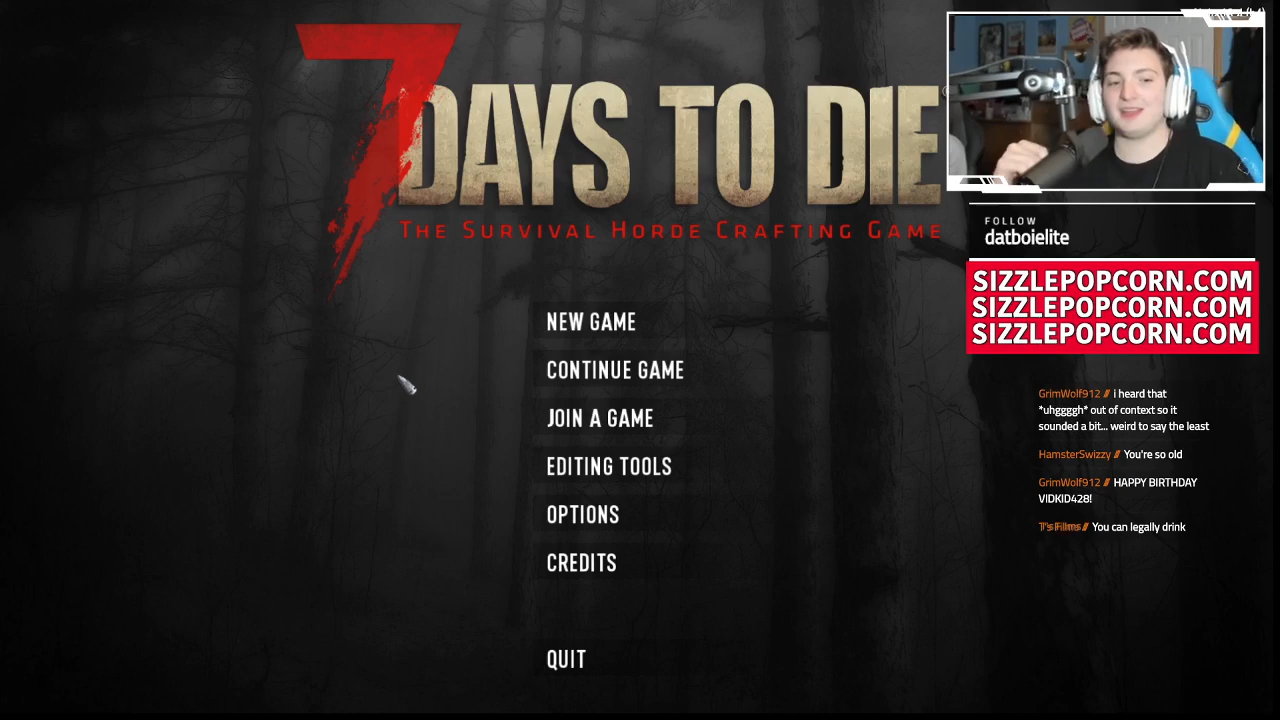 7 DAYS TO DIE
THE SURVIVAL HORDE CRAFTING GAME
NEW GAME
CONTINUE GAME
JOIN A GAME
EDITING TOOLS
OPTIONS
CREDITS
QUIT
FOLLOW
datboielite
SIZZLEPOPCORN.COM
SIZZLEPOPCORN.COM
SIZZLEPOPCORN.COM
GrimWolf912 // i heard that
*uhggggh* out of context so it
sounded a bit... weird to say the least
HamsterSwizzy // You're so old
GrimWolf912 // HAPPY BIRTHDAY
VIDKID428!
T's Films // You can legally drink